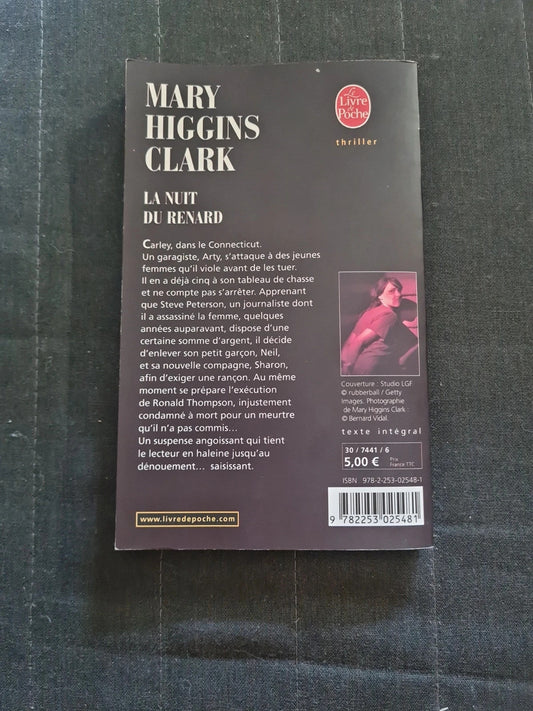 MARY
HIGGINS
CLARK
Le
Livre
de
Poche
thriller
LA NUIT
DU RENARD
Carley, dans le Connecticut.
Un garagiste, Arty, s'attaque à des jeunes
femmes qu'il viole avant de les tuer.
Il en a déjà cinq à son tableau de chasse
et ne compte pas s'arrêter. Apprenant
que Steve Peterson, un journaliste dont
il a assassiné la femme, quelques
années auparavant, dispose d'une
certaine somme d'argent, il décide
d'enlever son petit garçon, Neil,
et sa nouvelle compagne, Sharon,
afin d'exiger une rançon. Au même
moment se prépare l'exécution
de Ronald Thompson, injustement
condamné à mort pour un meurtre
qu'il n'a pas commis...
Un suspense angoissant qui tient
le lecteur en haleine jusqu'au
dénouement... saisissant.
Couverture : Studio LGF
© rubberball / Getty
Images. Photographie
de Mary Higgins Clark :
© Bernard Vidal.
texte intégral
30 / 7441 / 6
5,00 € Prix
France TTC
ISBN 978-2-253-02548-1
9 782253 025481
www.livredepoche.com